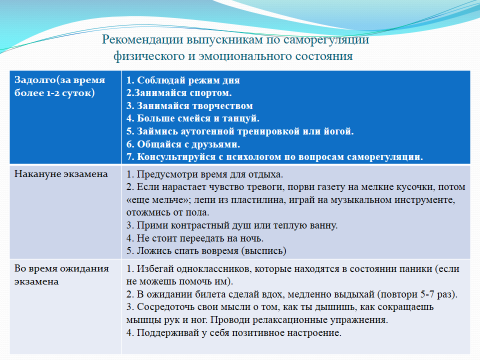 Рекомендации выпускникам по саморегуляции
физического и эмоционального состояния
Задолго(за время
более 1-2 суток)
1. Соблюдай режим дня
2.Занимайся спортом.
3. Занимайся творчеством
4. Больше смейся и танцуй.
5. Займись аутогенной тренировкой или йогой.
6. Общайся с друзьями.
7. Консультируйся с психологом по вопросам саморегуляции.
Накануне экзамена
1. Предусмотри время для отдыха.
2. Если нарастает чувство тревоги, порви газету на мелкие кусочки, потом
«еще мельче»; лепи из пластилина, играй на музыкальном инструменте,
отожмись от пола.
3. Прими контрастный душ или теплую ванну.
4. Не стоит переедать на ночь.
5. Ложись спать вовремя (выспись)
Во время ожидания
экзамена
1. Избегай одноклассников, которые находятся в состоянии паники (если
не можешь помочь им).
2. В ожидании билета сделай вдох, медленно выдыхай (повтори 5-7 раз).
3. Сосредоточь свои мысли о том, как ты дышишь, как сокращаешь
мышцы рук и ног. Проводи релаксационные упражнения.
4. Поддерживай у себя позитивное настроение.